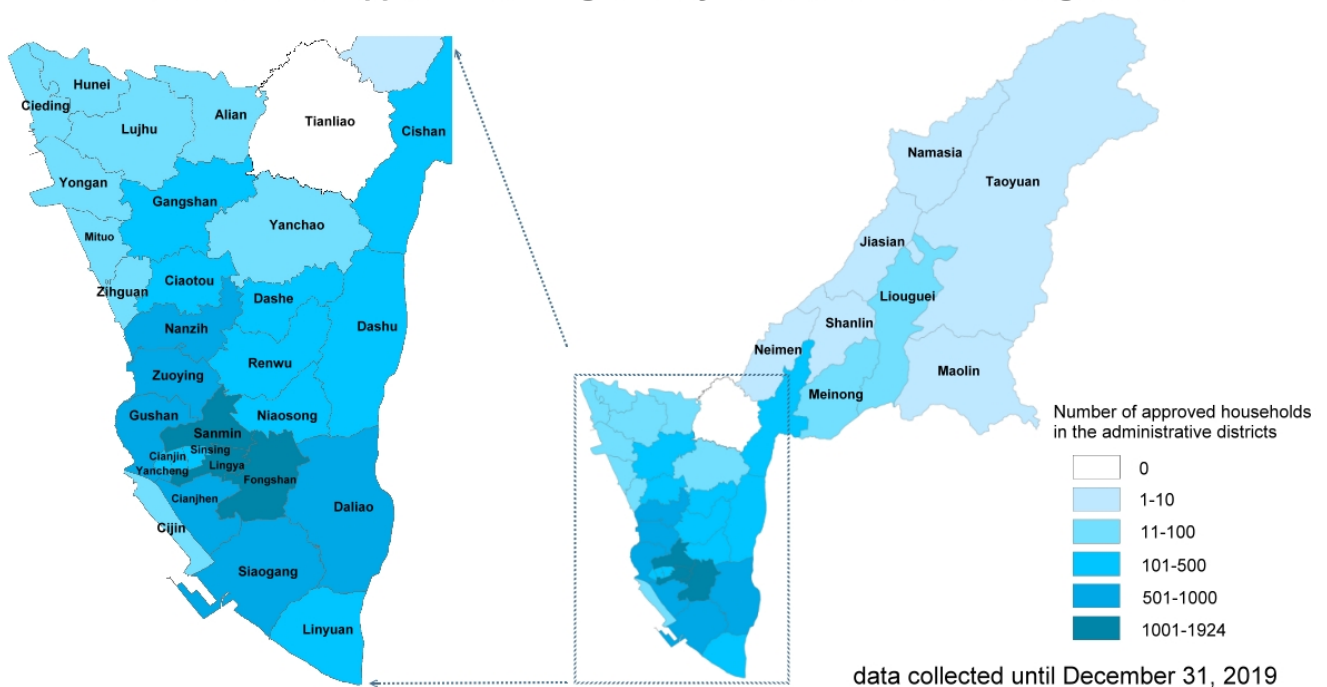 Hunei
Cieding
Alian
Lujhu
Tianliao
Cishan
Yongan
Gangshan
Yanchao
Mituo
Zihguan
Ciaotou
Dashe
Nanzih
Dashu
Renwu
Zuoying
Gushan
Niaosong
Sanmin
Sinsing
Cianjin
Lingya
Yancheng
Fongshan
Cianjhen
Daliao
Cijin
Siaogang
Linyuan
Namasia
Taoyuan
Jiasian
Liouguei
Shanlin
Neimen
Maolin
Meinong
Number of approved households
in the administrative districts
0
1-10
11-100
101-500
501-1000
1001-1924
data collected until December 31, 2019